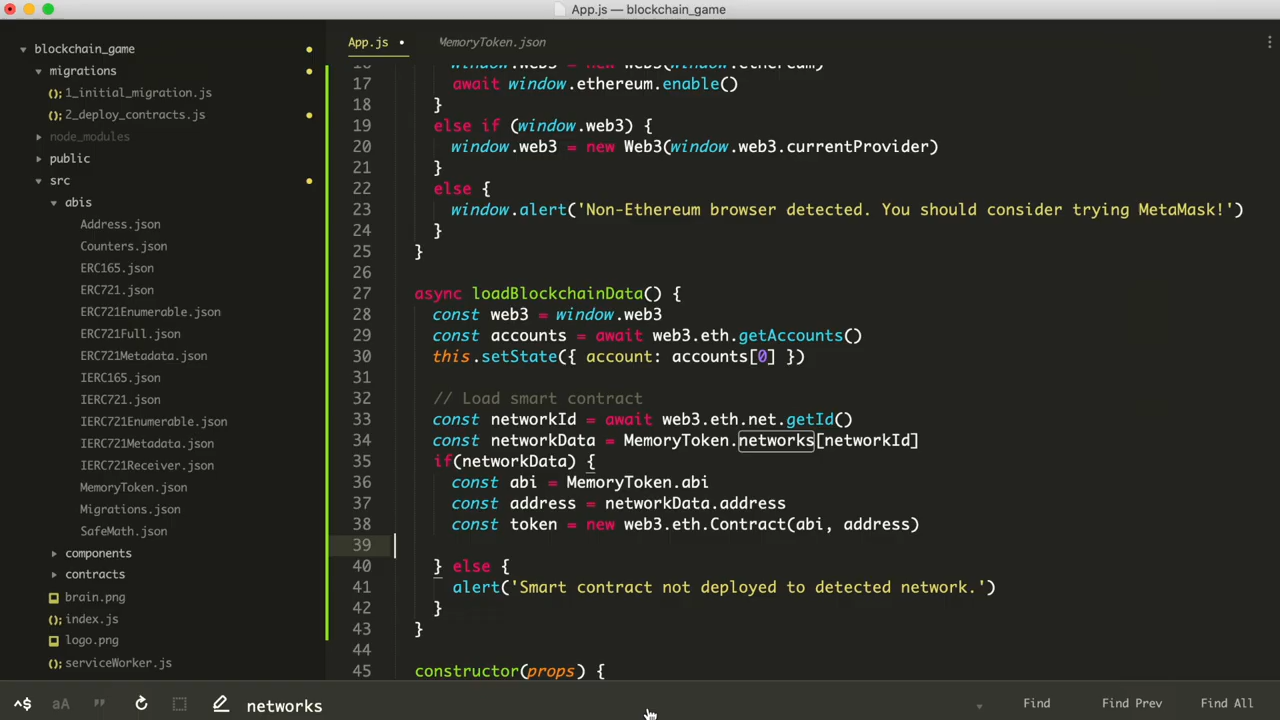 App.js — blockchain_game
blockchain_game
migrations
1_initial_migration.js
2_deploy_contracts.js
node_modules
public
src
abis
Address.json
Counters.json
ERC165.json
ERC721.json
ERC721Enumerable.json
ERC721Full.json
ERC721Metadata.json
IERC165.json
IERC721.json
IERC721Enumerable.json
IERC721Metadata.json
IERC721Receiver.json
MemoryToken.json
Migrations.json
SafeMath.json
components
contracts
brain.png
index.js
logo.png
serviceWorker.js
App.js • MemoryToken.json
16 window.web3 = new Web3(window.ethereum)
17 await window.ethereum.enable()
18 }
19 else if (window.web3) {
20 window.web3 = new Web3(window.web3.currentProvider)
21 }
22 else {
23 window.alert('Non-Ethereum browser detected. You should consider trying MetaMask!')
24 }
25 }
26
27 async loadBlockchainData() {
28 const web3 = window.web3
29 const accounts = await web3.eth.getAccounts()
30 this.setState({ account: accounts[0] })
31
32 // Load smart contract
33 const networkId = await web3.eth.net.getId()
34 const networkData = MemoryToken.networks[networkId]
35 if(networkData) {
36 const abi = MemoryToken.abi
37 const address = networkData.address
38 const token = new web3.eth.Contract(abi, address)
39
40 } else {
41 alert('Smart contract not deployed to detected network.')
42 }
43 }
44
45 constructor(props) {
networks Find Find Prev Find All